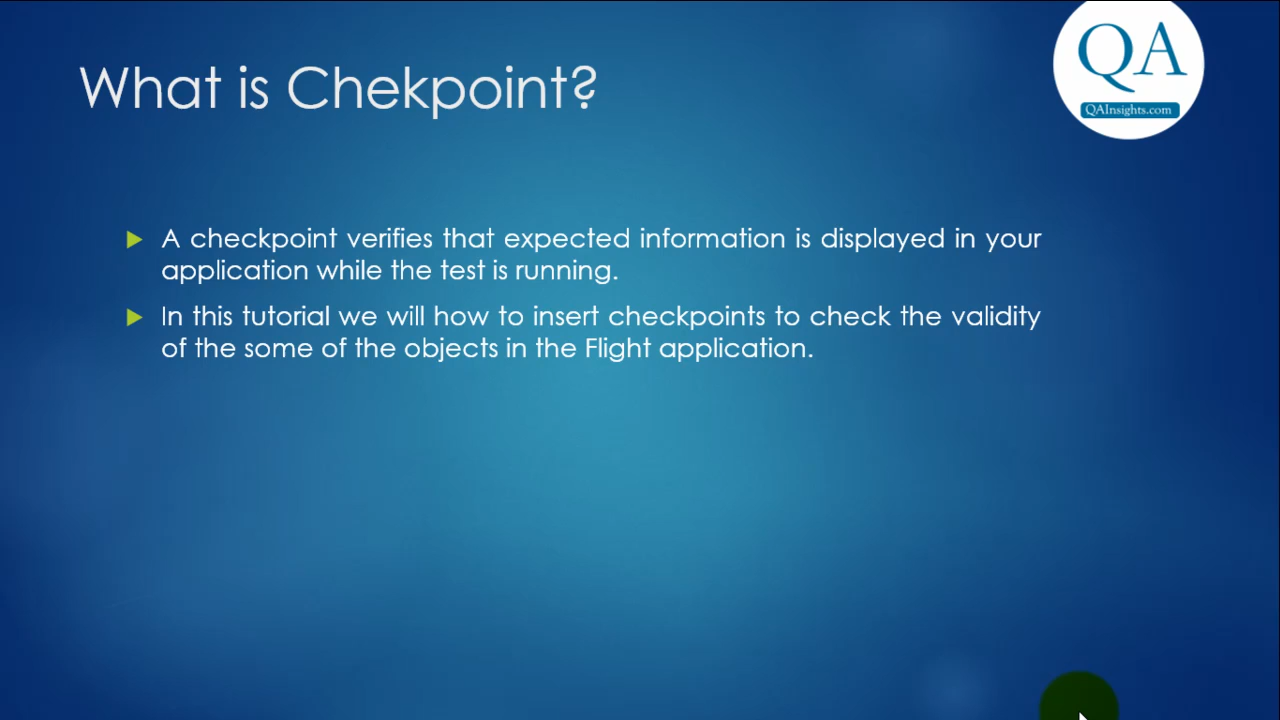 What is Chekpoint?
QA
QAInsights.com
A checkpoint verifies that expected information is displayed in your
application while the test is running.
In this tutorial we will how to insert checkpoints to check the validity
of the some of the objects in the Flight application.